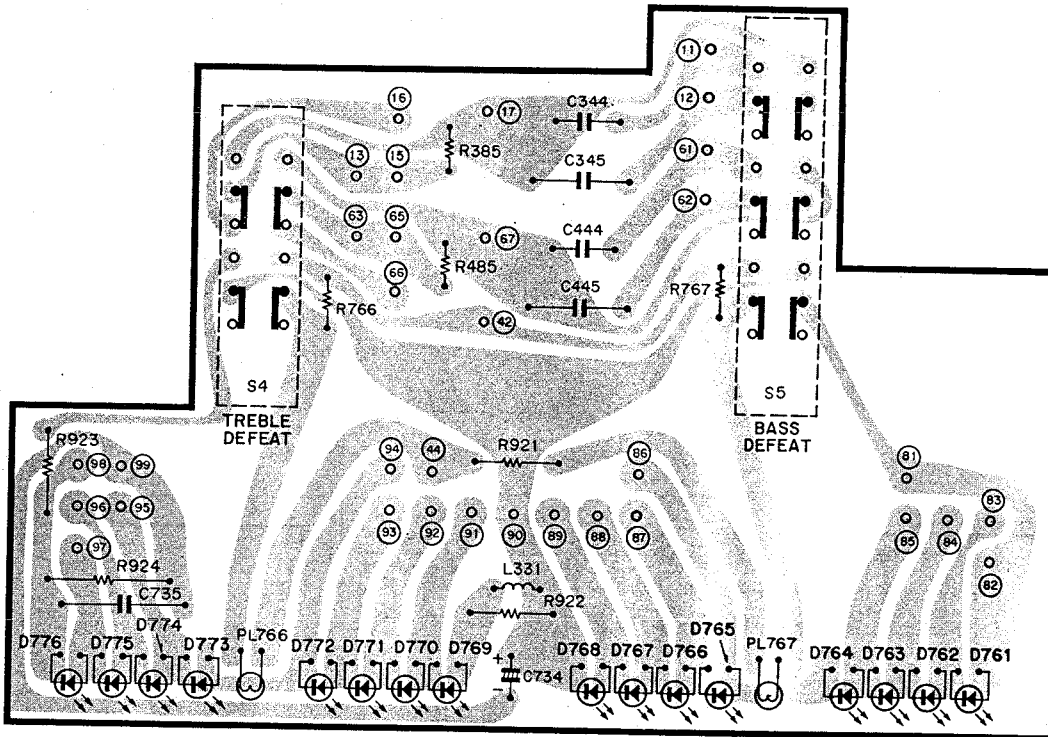 11
16
17
C344
12
13
15
R385
C345
61
62
63
65
67
C444
66
R485
C445
R766
R767
42
S4
S5
TREBLE
DEFEAT
BASS
DEFEAT
R923
R921
98
99
94
44
86
81
96
95
93
92
91
90
89
88
87
85
84
83
97
82
R924
L331
C735
R922
D776
D775
D774
D773
PL766
D772
D771
D770
D769
+
C734
−
D768
D767
D766
D765
PL767
D764
D763
D762
D761